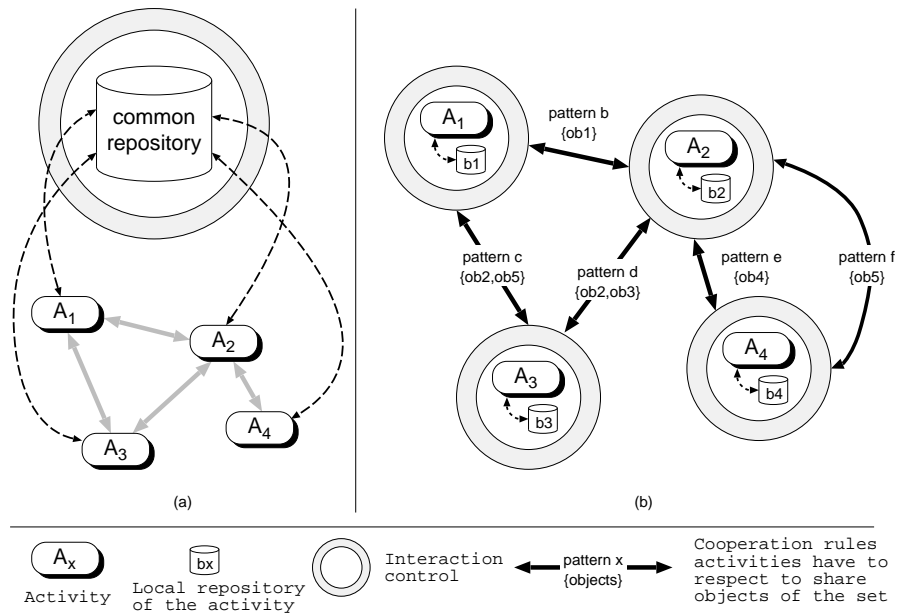 common
repository
A1
A2
A3
A4
(a)
A1
b1
pattern b
{ob1}
A2
b2
pattern c
{ob2,ob5}
pattern d
{ob2,ob3}
pattern e
{ob4}
pattern f
{ob5}
A3
b3
A4
b4
(b)
Ax
Activity
bx
Local repository
of the activity
Interaction
control
pattern x
{objects}
Cooperation rules
activities have to
respect to share
objects of the set